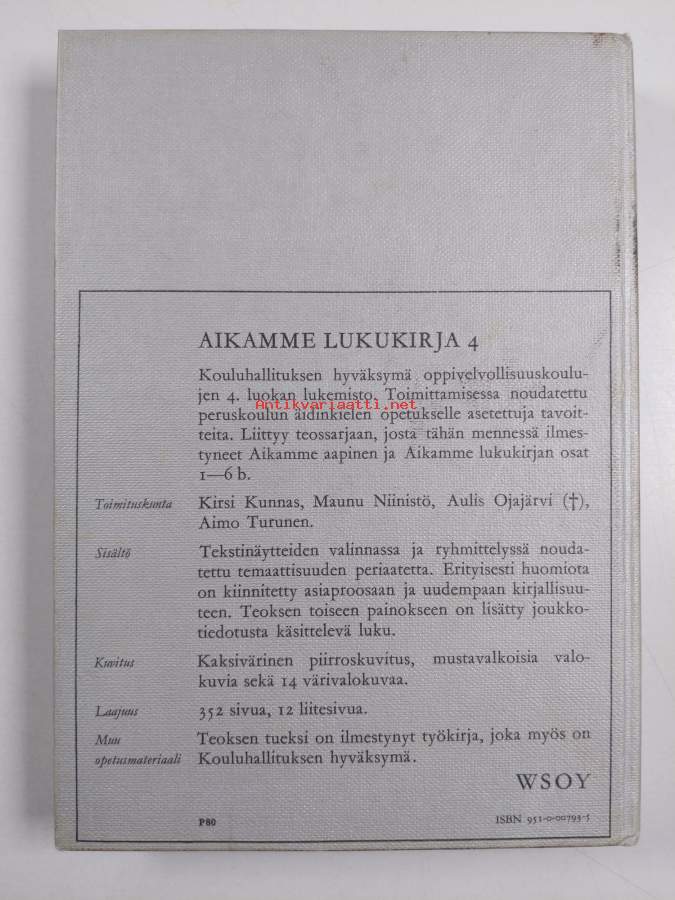 AIKAMME LUKUKIRJA 4
Kouluhallituksen hyväksymä oppivelvollisuuskoulu-
jen 4. luokan lukemisto. Toimittamisessa noudatettu
Antikvariaatti.net
peruskoulun äidinkielen opetukselle asetettuja tavoit-
teita. Liittyy teossarjaan, josta tähän mennessä ilmes-
tyneet Aikamme aapinen ja Aikamme lukukirjan osat
1—6 b.
Toimituskunta Kirsi Kunnas, Maunu Niinistö, Aulis Ojajärvi (†),
Aimo Turunen.
Sisältö Tekstinäytteiden valinnassa ja ryhmittelyssä nouda-
tettu temaattisuuden periaatetta. Erityisesti huomiota
on kiinnitetty asiaproosaan ja uudempaan kirjallisuu-
teen. Teoksen toiseen painokseen on lisätty joukko-
tiedotusta käsittelevä luku.
Kuvitus Kaksivärinen piirroskuvitus, mustavalkoisia valo-
kuvia sekä 14 värivalokuvaa.
Laajuus 352 sivua, 12 liitesivua.
Muu Teoksen tueksi on ilmestynyt työkirja, joka myös on
opetusmateriaali Kouluhallituksen hyväksymä.
WSOY
P80 ISBN 951-0-00793-5